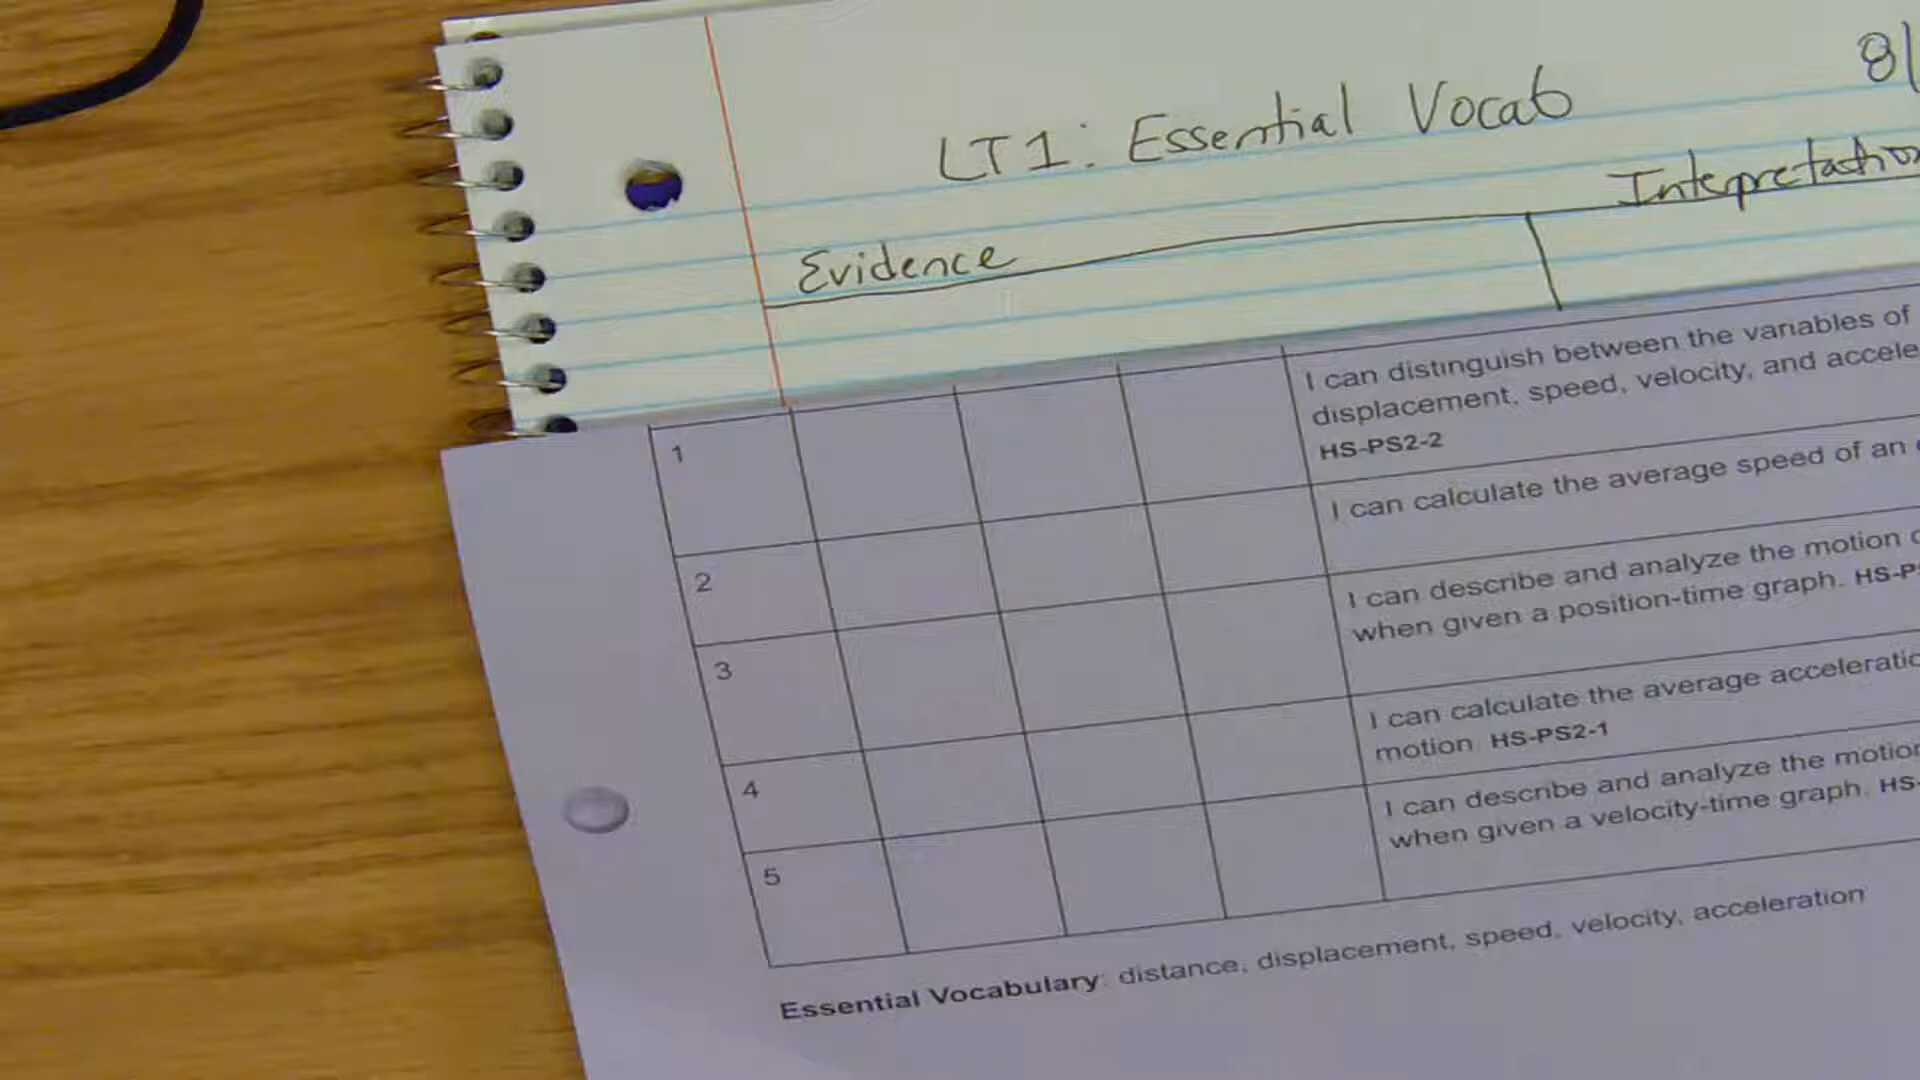 8/
LT1: Essential Vocab
Interpretation
Evidence
1
I can distinguish between the variables of
displacement, speed, velocity, and accele
HS-PS2-2
2
I can calculate the average speed of an
3
I can describe and analyze the motion
when given a position-time graph. HS-P
4
I can calculate the average acceleratio
motion HS-PS2-1
5
I can describe and analyze the motion
when given a velocity-time graph. HS-
Essential Vocabulary: distance, displacement, speed, velocity, acceleration